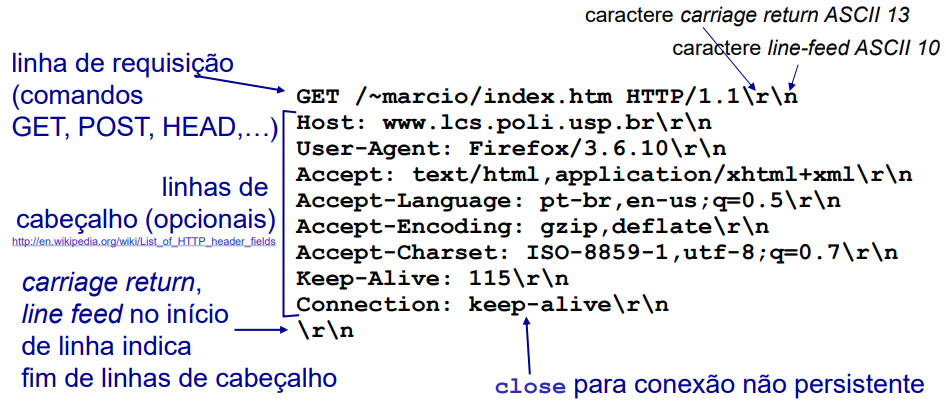 caractere carriage return ASCII 13
caractere line-feed ASCII 10
linha de requisição
(comandos
GET, POST, HEAD,…)
GET /~marcio/index.htm HTTP/1.1\r\n
Host: www.lcs.poli.usp.br\r\n
User-Agent: Firefox/3.6.10\r\n
Accept: text/html,application/xhtml+xml\r\n
Accept-Language: pt-br,en-us;q=0.5\r\n
Accept-Encoding: gzip,deflate\r\n
Accept-Charset: ISO-8859-1,utf-8;q=0.7\r\n
Keep-Alive: 115\r\n
Connection: keep-alive\r\n
\r\n
linhas de
cabeçalho (opcionais)
http://en.wikipedia.org/wiki/List_of_HTTP_header_fields
carriage return,
line feed no início
de linha indica
fim de linhas de cabeçalho
close para conexão não persistente